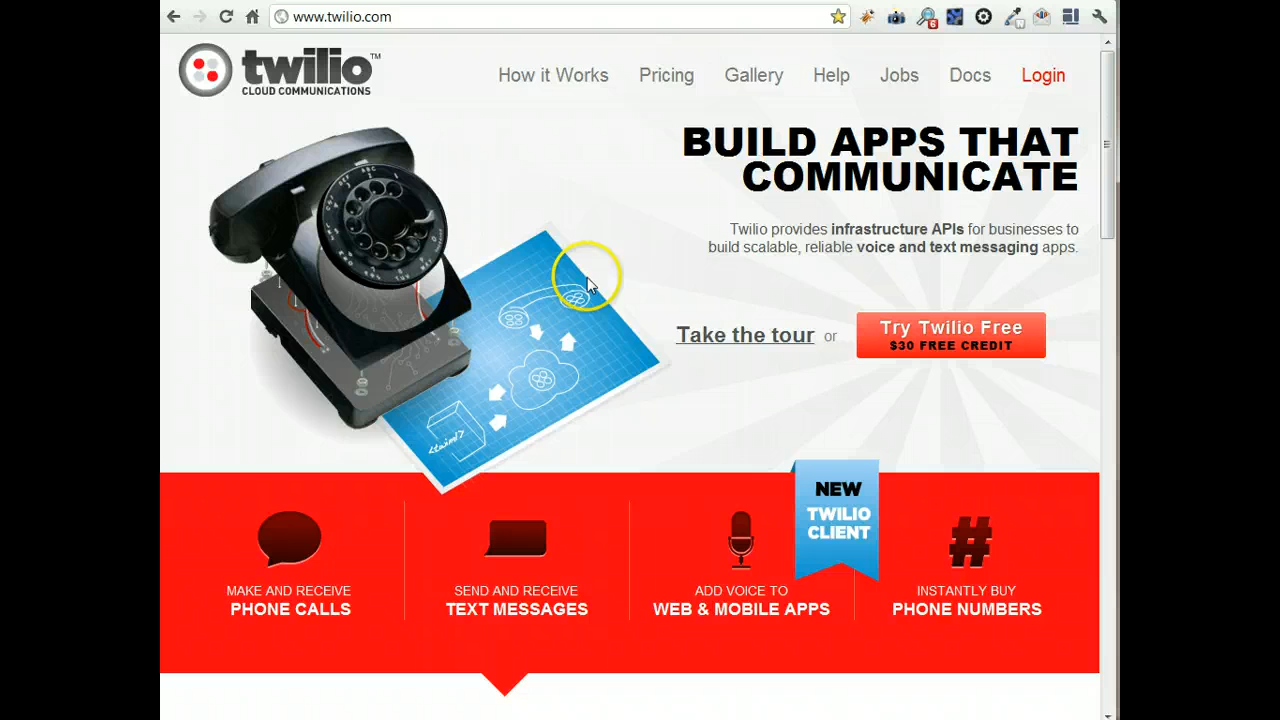 www.twilio.com
6
N
twilio™
CLOUD COMMUNICATIONS
How it Works Pricing Gallery Help Jobs Docs Login
BUILD APPS THAT
COMMUNICATE
Twilio provides infrastructure APIs for businesses to
build scalable, reliable voice and text messaging apps.
Take the tour or
Try Twilio Free
$30 FREE CREDIT
<twiml>
NEW
TWILIO
CLIENT
MAKE AND RECEIVE
PHONE CALLS
SEND AND RECEIVE
TEXT MESSAGES
ADD VOICE TO
WEB & MOBILE APPS
#
INSTANTLY BUY
PHONE NUMBERS